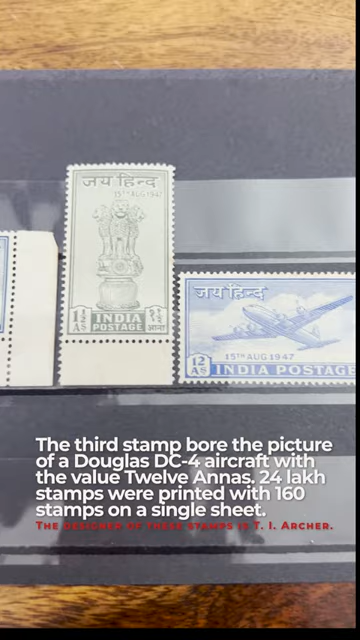 जय हिन्द
15TH AUG 1947
1½ As
INDIA
POSTAGE
आना
जय हिन्द
15TH AUG 1947
12 As
INDIA POSTAGE
The third stamp bore the picture
of a Douglas DC-4 aircraft with
the value Twelve Annas. 24 lakh
stamps were printed with 160
stamps on a single sheet.
The designer of these stamps is T. I. Archer.